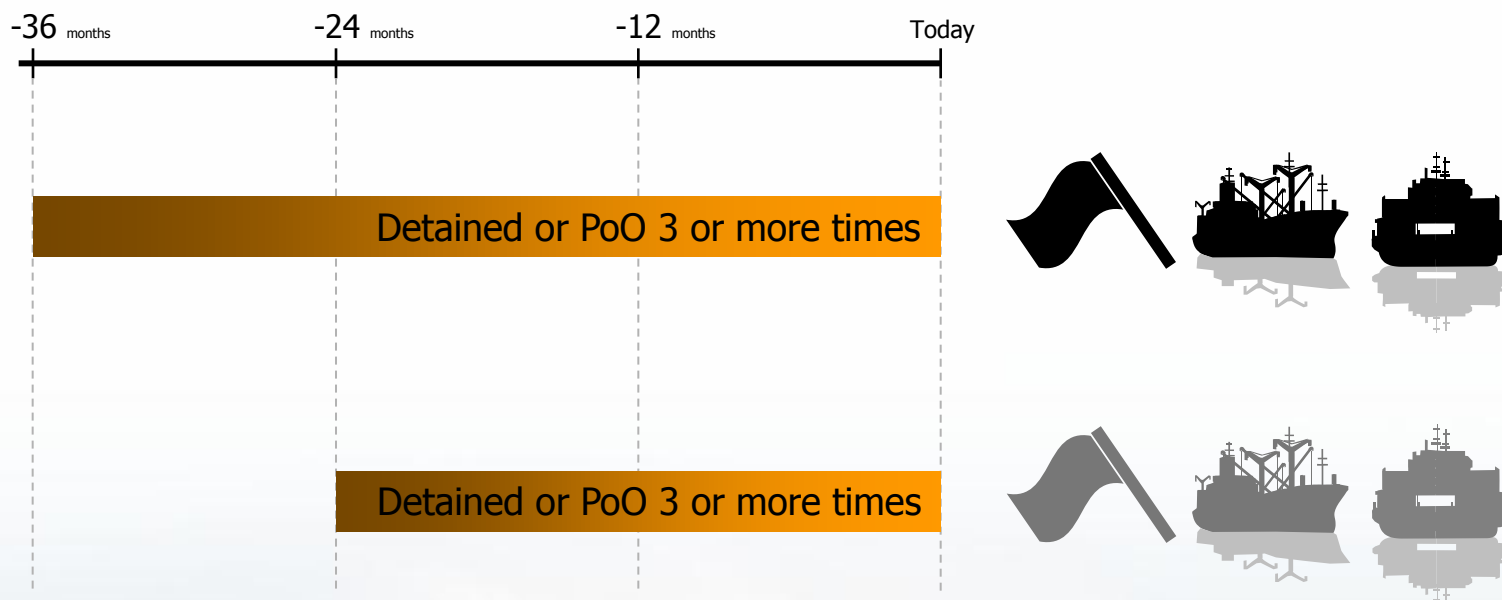 -36 months -24 months -12 months Today
Detained or PoO 3 or more times
Detained or PoO 3 or more times